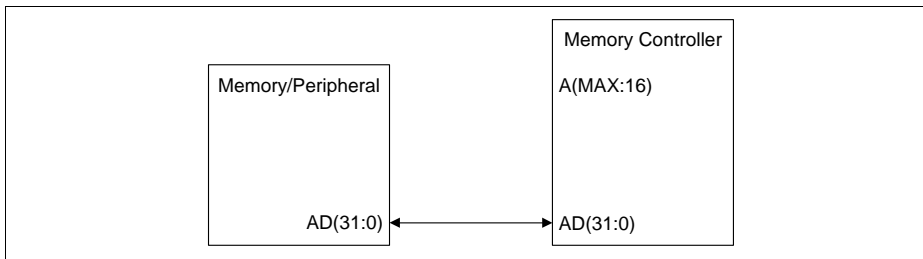 Memory Controller
Memory/Peripheral
A(MAX:16)
AD(31:0)
AD(31:0)